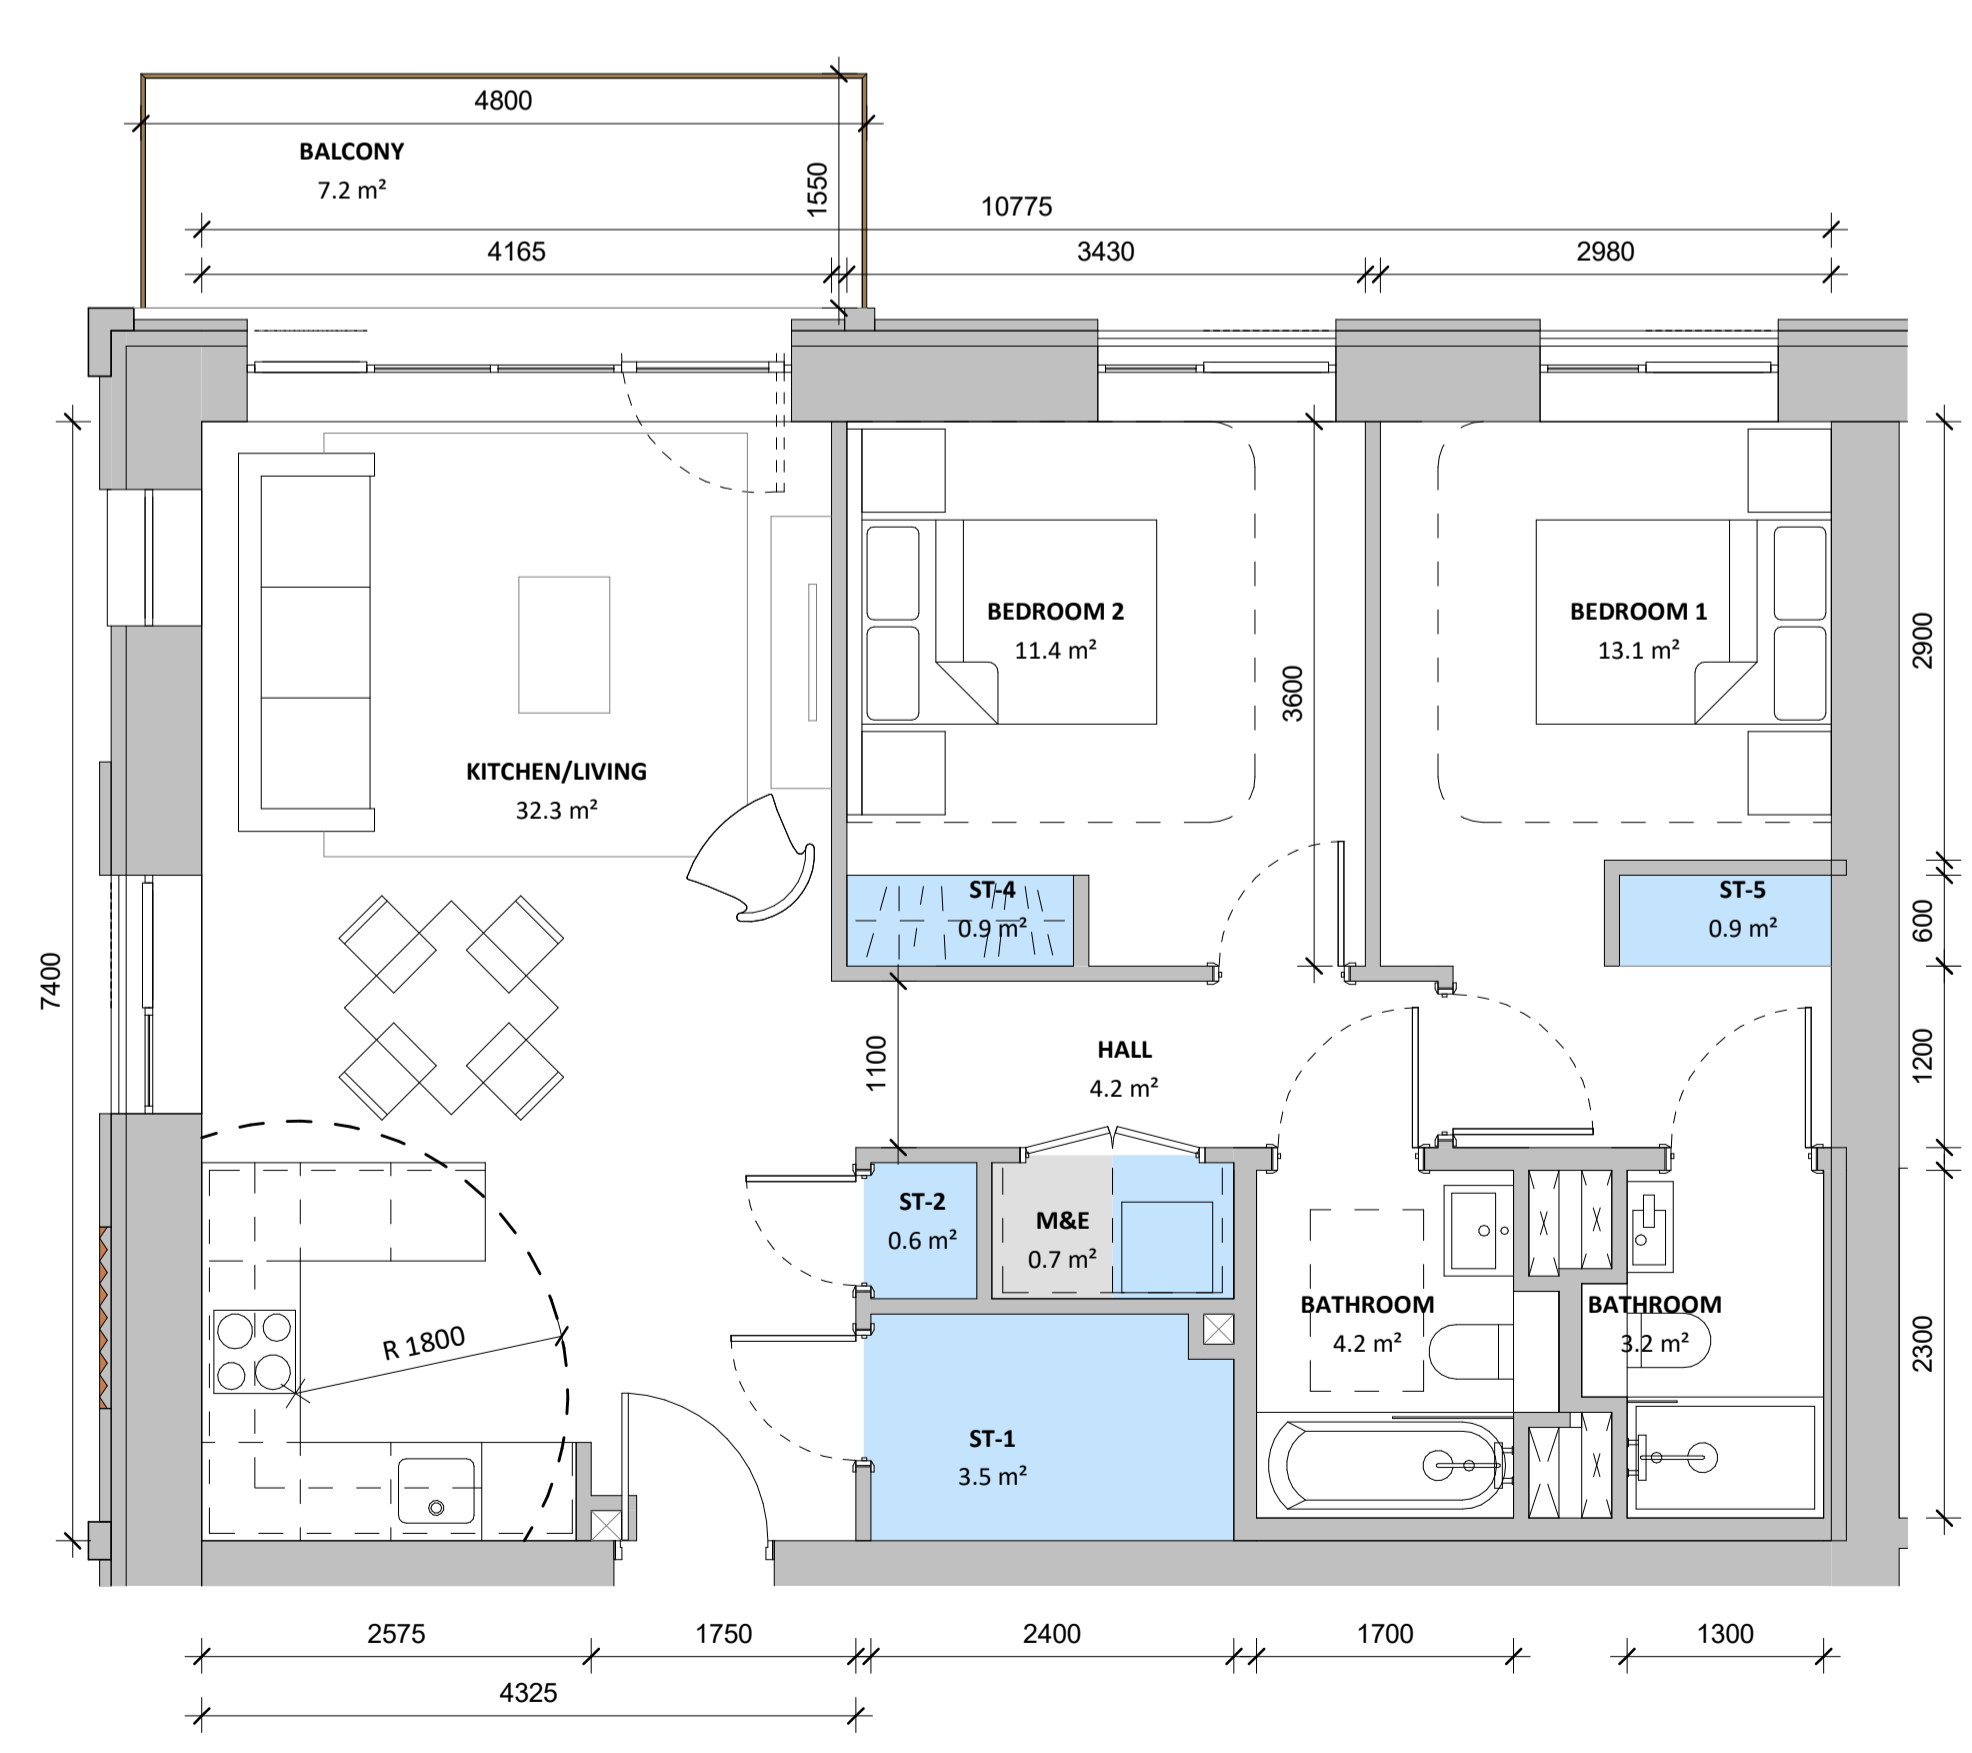 4800
BALCONY
7.2 m²
1550
10775
4165
3430
2980
BEDROOM 2
11.4 m²
BEDROOM 1
13.1 m²
2900
3600
KITCHEN/LIVING
32.3 m²
ST-4
0.9 m²
ST-5
0.9 m²
600
7400
1100
HALL
4.2 m²
1200
ST-2
0.6 m²
M&E
0.7 m²
BATHROOM
4.2 m²
BATHROOM
3.2 m²
R 1800
2300
ST-1
3.5 m²
2575
1750
2400
1700
1300
4325